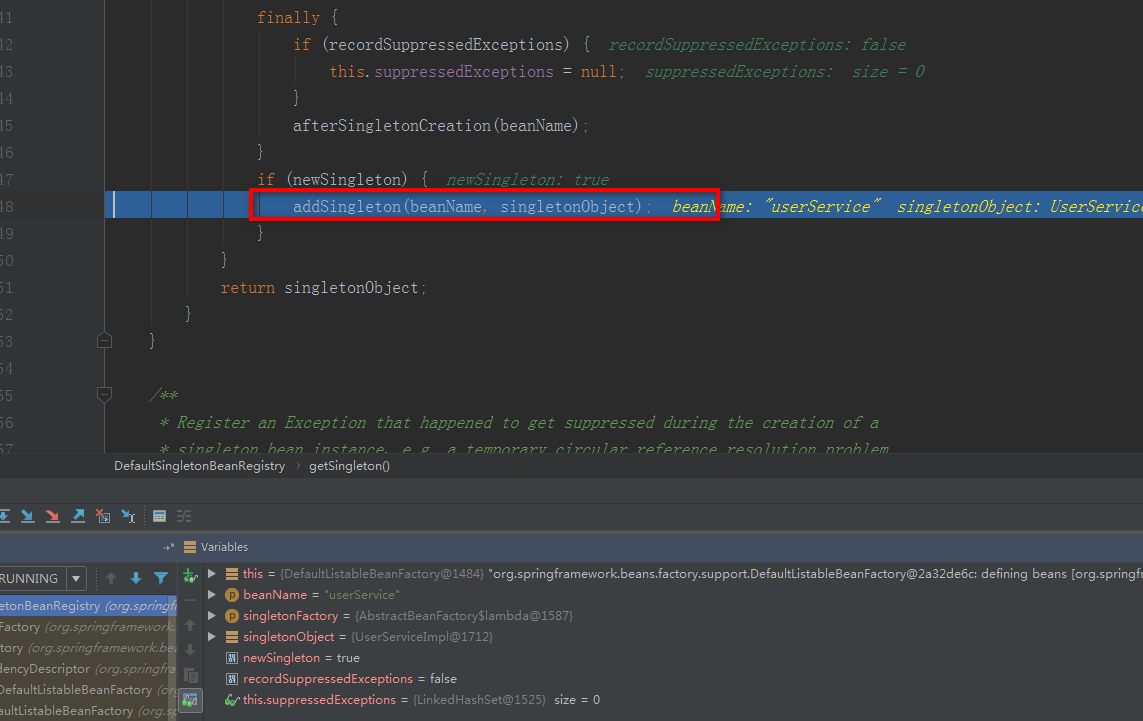 41 finally {
42 if (recordSuppressedExceptions) { recordSuppressedExceptions: false
43 this.suppressedExceptions = null; suppressedExceptions: size = 0
44 }
45 afterSingletonCreation(beanName);
46 }
47 if (newSingleton) { newSingleton: true
48 addSingleton(beanName, singletonObject); beanName: "userService" singletonObject: UserService
49 }
50 }
51 return singletonObject;
52 }
53 }
54
55 /**
56 * Register an Exception that happened to get suppressed during the creation of a
57 * singleton bean instance, e.g. a temporary circular reference resolution problem
DefaultSingletonBeanRegistry › getSingleton()
Variables
RUNNING
this = {DefaultListableBeanFactory@1484} "org.springframework.beans.factory.support.DefaultListableBeanFactory@2a32de6c: defining beans [org.springf
etonBeanRegistry (org.springfr
beanName = "userService"
Factory (org.springframework.
singletonFactory = {AbstractBeanFactory$lambda@1587}
tory (org.springframework.bea
singletonObject = {UserServiceImpl@1712}
dencyDescriptor (org.springfra
newSingleton = true
DefaultListableBeanFactory (o
recordSuppressedExceptions = false
aultListableBeanFactory (org.s
this.suppressedExceptions = {LinkedHashSet@1525} size = 0